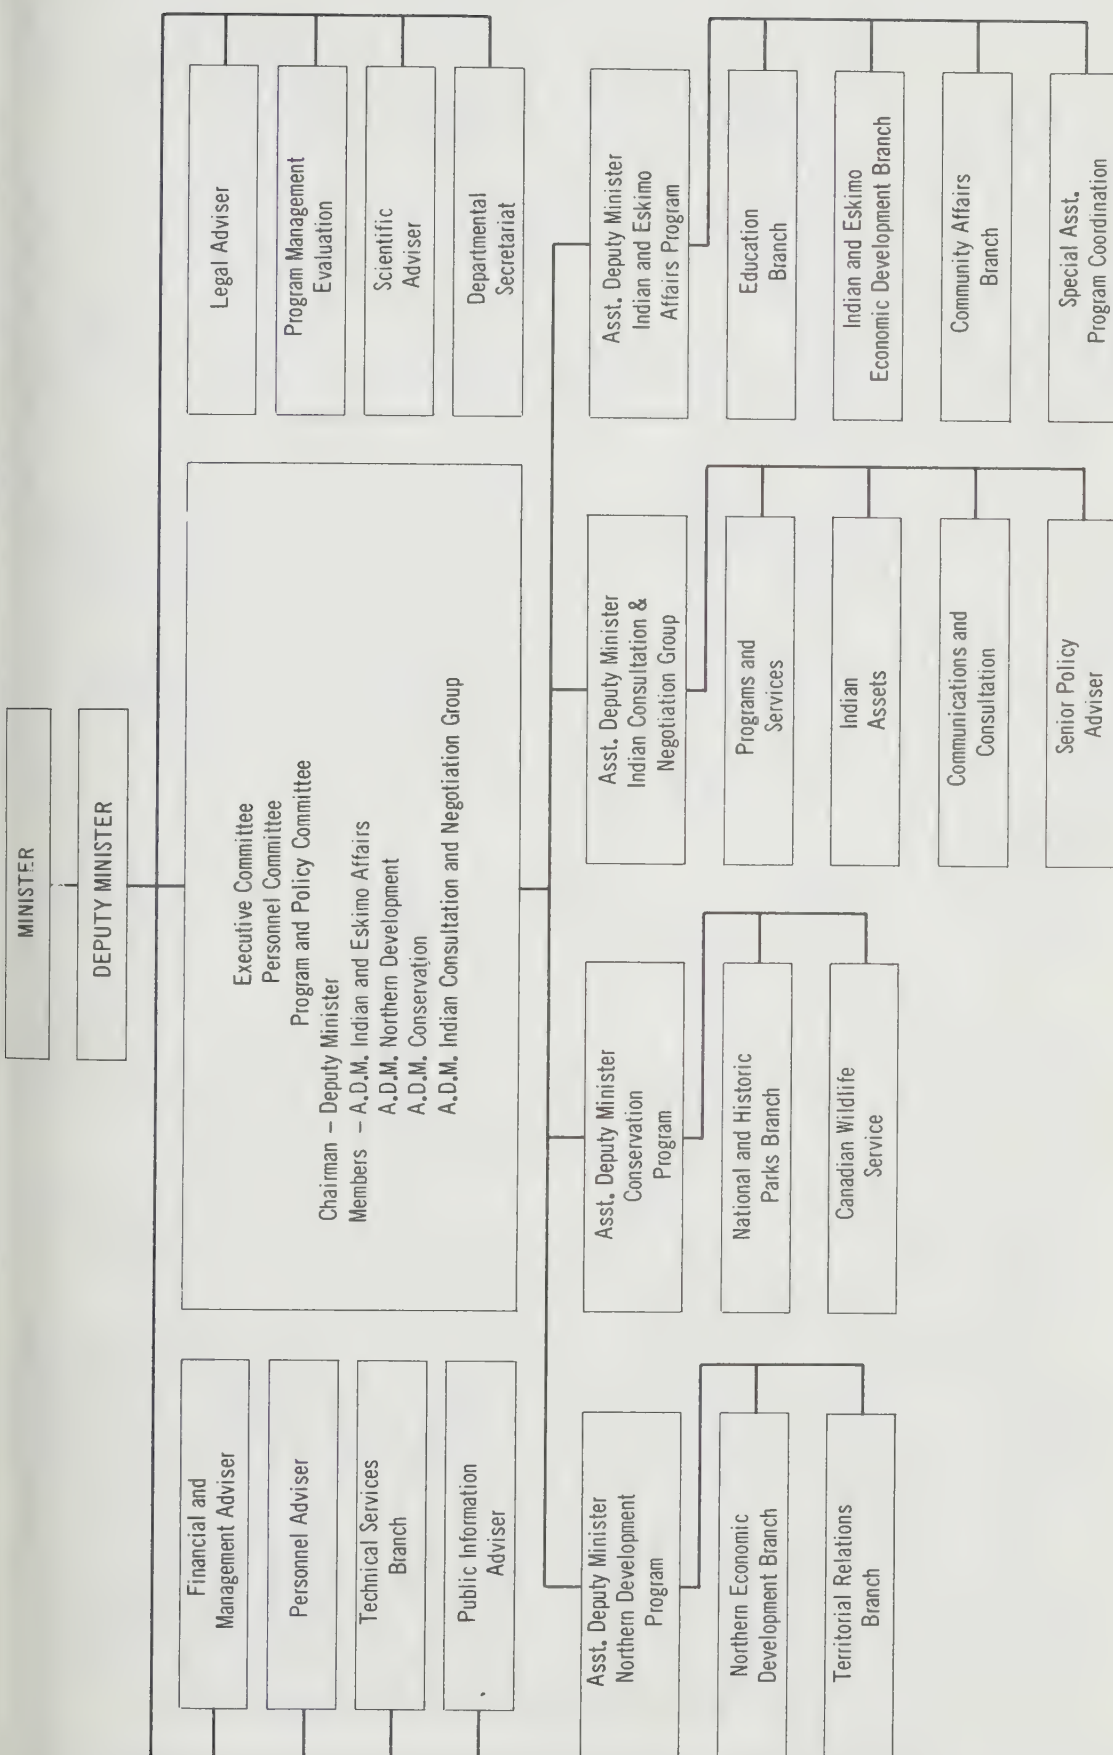 MINISTER
DEPUTY MINISTER
Financial and
Management Adviser
Personnel Adviser
Technical Services
Branch
Public Information
Adviser
Executive Committee
Personnel Committee
Program and Policy Committee
Chairman – Deputy Minister
Members – A.D.M. Indian and Eskimo Affairs
A.D.M. Northern Development
A.D.M. Conservation
A.D.M. Indian Consultation and Negotiation Group
Legal Adviser
Program Management
Evaluation
Scientific
Adviser
Departmental
Secretariat
Asst. Deputy Minister
Northern Development
Program
Northern Economic
Development Branch
Territorial Relations
Branch
Asst. Deputy Minister
Conservation
Program
National and Historic
Parks Branch
Canadian Wildlife
Service
Asst. Deputy Minister
Indian Consultation &
Negotiation Group
Programs and
Services
Indian
Assets
Communications and
Consultation
Senior Policy
Adviser
Asst. Deputy Minister
Indian and Eskimo
Affairs Program
Education
Branch
Indian and Eskimo
Economic Development Branch
Community Affairs
Branch
Special Asst.
Program Coordination